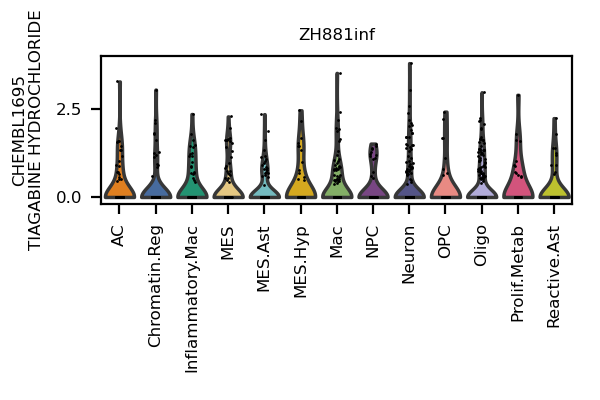 ZH881inf
CHEMBL1695
TIAGABINE HYDROCHLORIDE
2.5
0.0
AC
Chromatin.Reg
Inflammatory.Mac
MES
MES.Ast
MES.Hyp
Mac
NPC
Neuron
OPC
Oligo
Prolif.Metab
Reactive.Ast